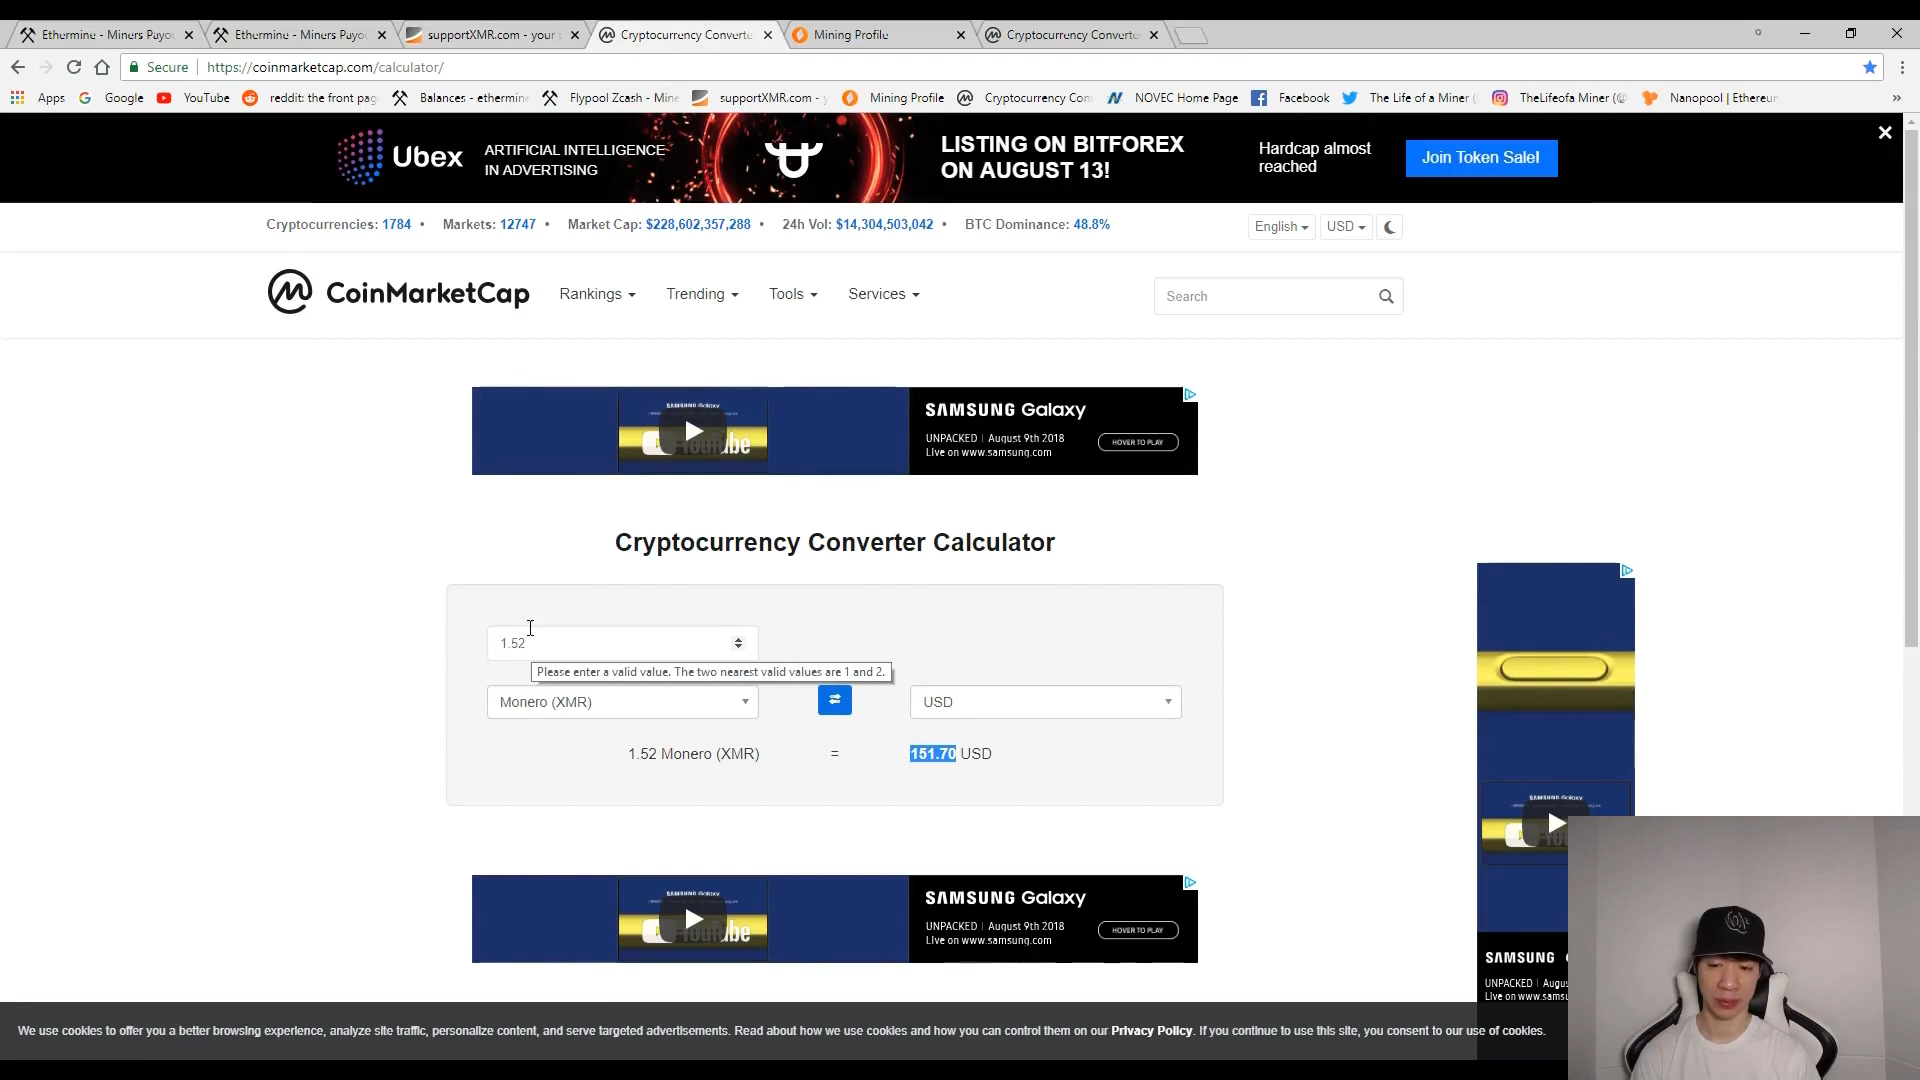 Ethermine - Miners Payou
Ethermine - Miners Payou
supportXMR.com - your p
Cryptocurrency Converte
Mining Profile
Cryptocurrency Converte
Secure
https://coinmarketcap.com/calculator/
Apps
Google
YouTube
reddit: the front pag
Balances - ethermine
Flypool Zcash - Mine
supportXMR.com - y
Mining Profile
Cryptocurrency Con
NOVEC Home Page
Facebook
The Life of a Miner (
TheLifeofa Miner (@
Nanopool | Ethereum
»
Ubex
ARTIFICIAL INTELLIGENCE
IN ADVERTISING
LISTING ON BITFOREX
ON AUGUST 13!
Hardcap almost
reached
Join Token Sale!
Cryptocurrencies: 1784 • Markets: 12747 • Market Cap: $228,602,357,288 • 24h Vol: $14,304,503,042 • BTC Dominance: 48.8%
English
USD
CoinMarketCap
Rankings
Trending
Tools
Services
Search
SAMSUNG Galaxy
SAMSUNG Galaxy
UNPACKED | August 9th 2018
Live on www.samsung.com
HOVER TO PLAY
Cryptocurrency Converter Calculator
1.52
Please enter a valid value. The two nearest valid values are 1 and 2.
Monero (XMR)
USD
1.52 Monero (XMR) = 151.70 USD
SAMSUNG Galaxy
SAMSUNG Galaxy
SAMSUNG Galaxy
UNPACKED | August 9th 2018
Live on www.samsung.com
HOVER TO PLAY
SAMSUNG
UNPACKED | Augus
Live on www.samsu
We use cookies to offer you a better browsing experience, analyze site traffic, personalize content, and serve targeted advertisements. Read about how we use cookies and how you can control them on our Privacy Policy. If you continue to use this site, you consent to our use of cookies.